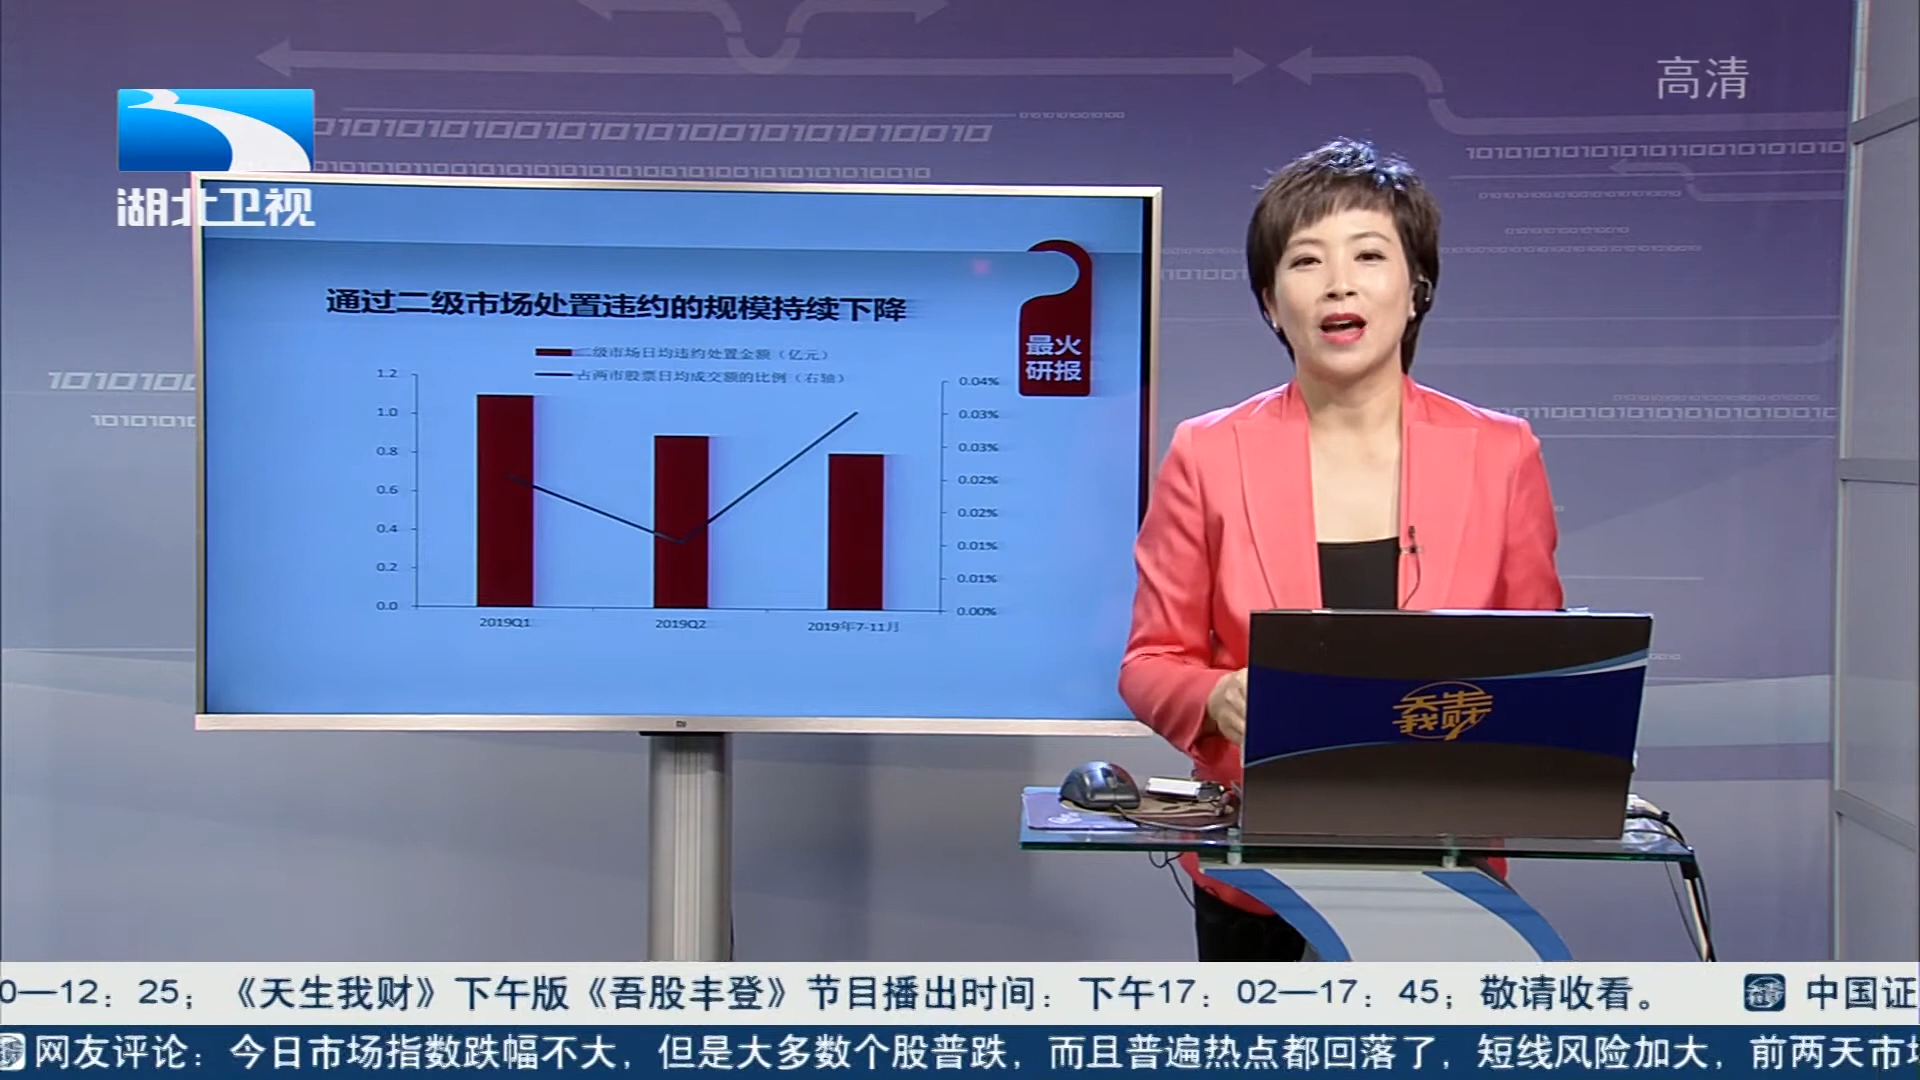 高清
湖北卫视
通过二级市场处置违约的规模持续下降
最火
研报
二级市场日均违约处置金额（亿元）
占两市股票日均成交额的比例（右轴）
1.2
1.0
0.8
0.6
0.4
0.2
0.0
0.04%
0.03%
0.03%
0.02%
0.02%
0.01%
0.01%
0.00%
2019Q1
2019Q2
2019年7-11月
天生
我财
0—12：25；《天生我财》下午版《吾股丰登》节目播出时间：下午17：02—17：45；敬请收看。 中国证
网友评论：今日市场指数跌幅不大，但是大多数个股普跌，而且普遍热点都回落了，短线风险加大，前两天市场